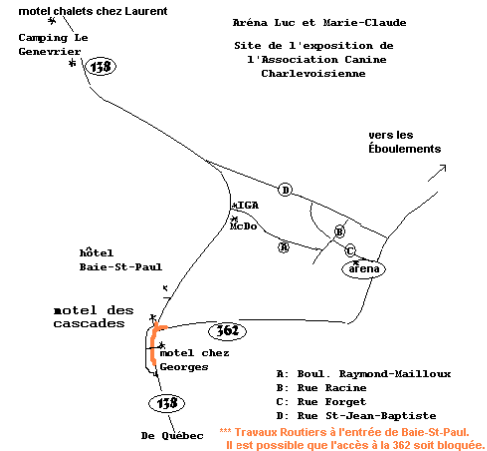 motel chalets chez Laurent
Camping Le
Genevrier
138
Aréna Luc et Marie-Claude
Site de l'exposition de
l'Association Canine
Charlevoisienne
vers les
Éboulements
D
IGA
McDo
B
A
C
arena
hôtel
Baie-St-Paul
motel des
cascades
362
motel chez
Georges
138
De Québec
A: Boul. Raymond-Mailloux
B: Rue Racine
C: Rue Forget
D: Rue St-Jean-Baptiste
*** Travaux Routiers à l'entrée de Baie-St-Paul.
Il est possible que l'accès à la 362 soit bloquée.